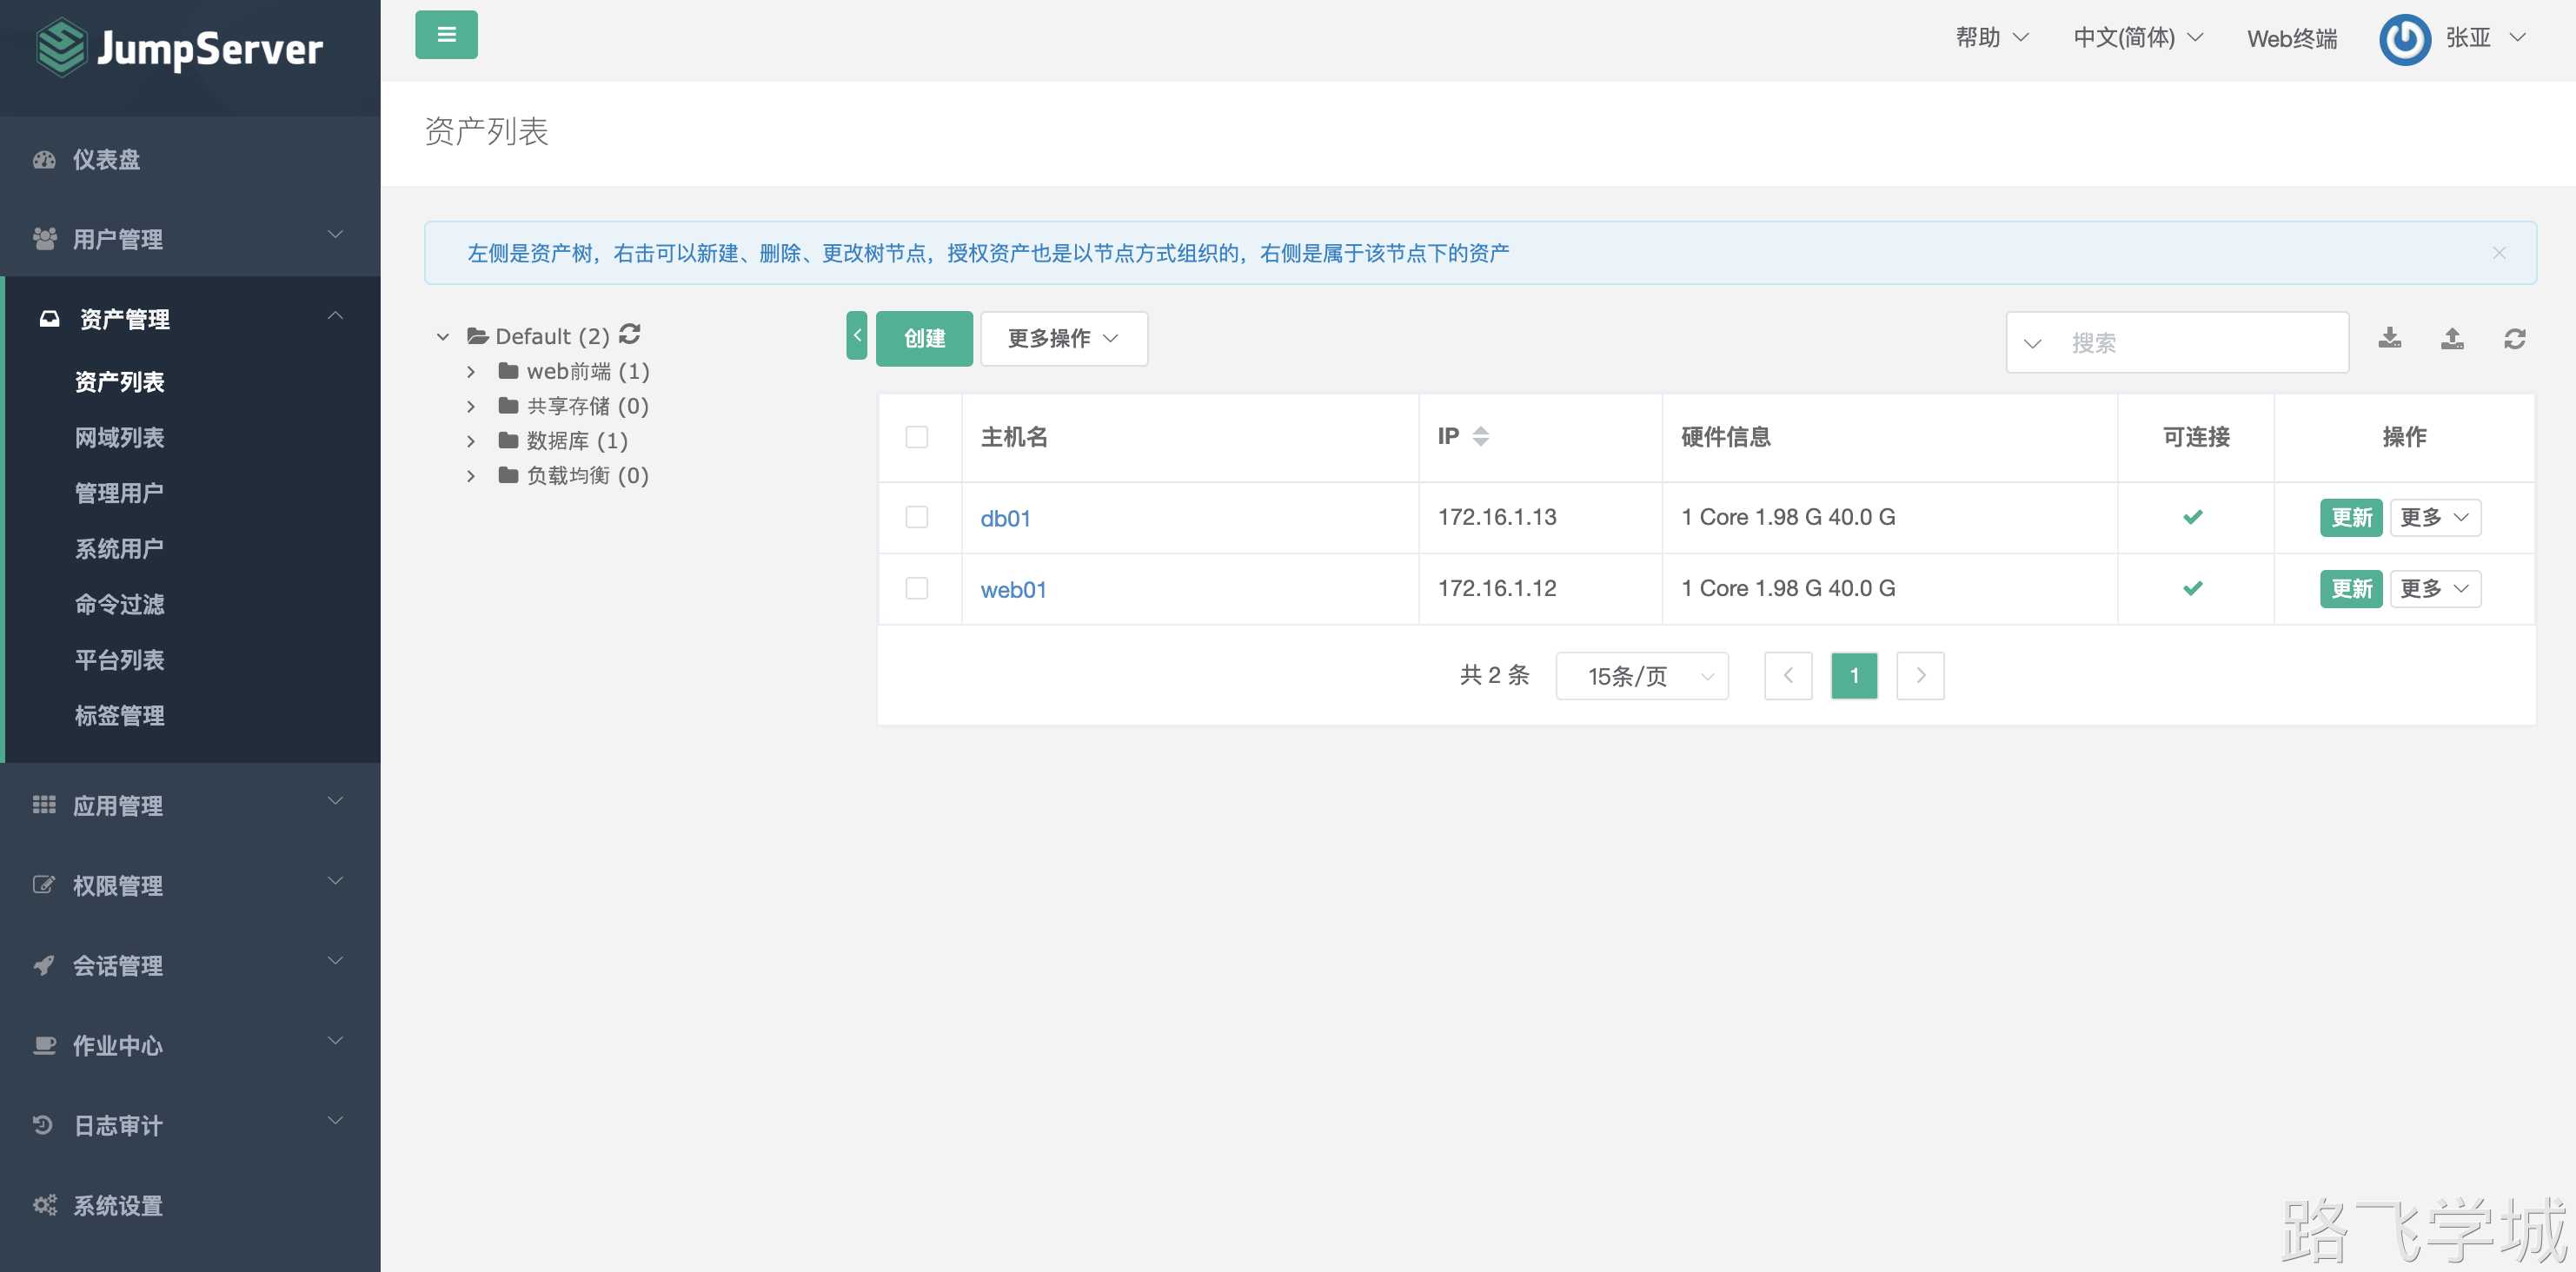 JumpServer
帮助
中文(简体)
Web终端
张亚
仪表盘
用户管理
资产管理
资产列表
网域列表
管理用户
系统用户
命令过滤
平台列表
标签管理
应用管理
权限管理
会话管理
作业中心
日志审计
系统设置
资产列表
左侧是资产树，右击可以新建、删除、更改树节点，授权资产也是以节点方式组织的，右侧是属于该节点下的资产
Default (2)
web前端 (1)
共享存储 (0)
数据库 (1)
负载均衡 (0)
创建
更多操作
搜索
主机名 IP 硬件信息 可连接 操作
db01 172.16.1.13 1 Core 1.98 G 40.0 G 更新 更多
web01 172.16.1.12 1 Core 1.98 G 40.0 G 更新 更多
共 2 条 15条/页 1
路飞学城